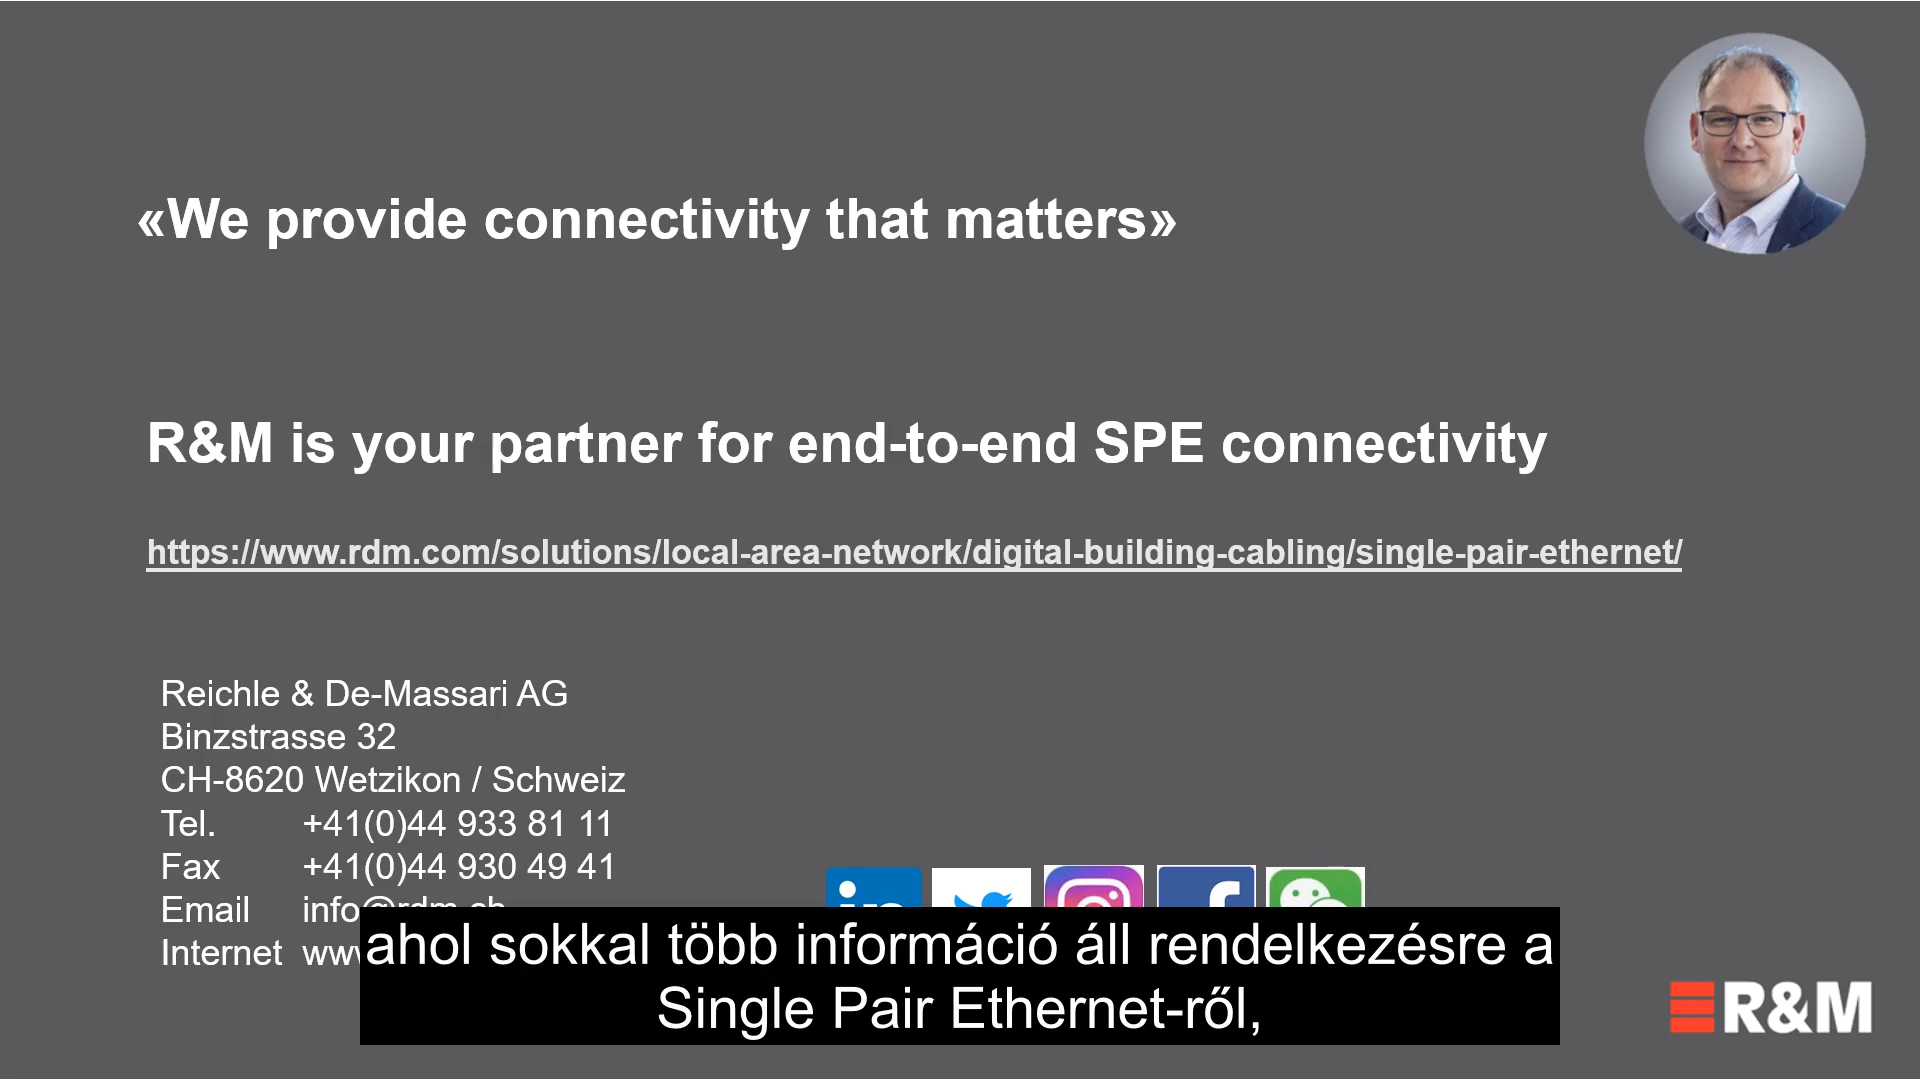 «We provide connectivity that matters»
R&M is your partner for end-to-end SPE connectivity
https://www.rdm.com/solutions/local-area-network/digital-building-cabling/single-pair-ethernet/
Reichle & De-Massari AG
Binzstrasse 32
CH-8620 Wetzikon / Schweiz
Tel. +41(0)44 933 81 11
Fax +41(0)44 930 49 41
Email
Internet
ahol sokkal több információ áll rendelkezésre a
Single Pair Ethernet-ről,
R&M